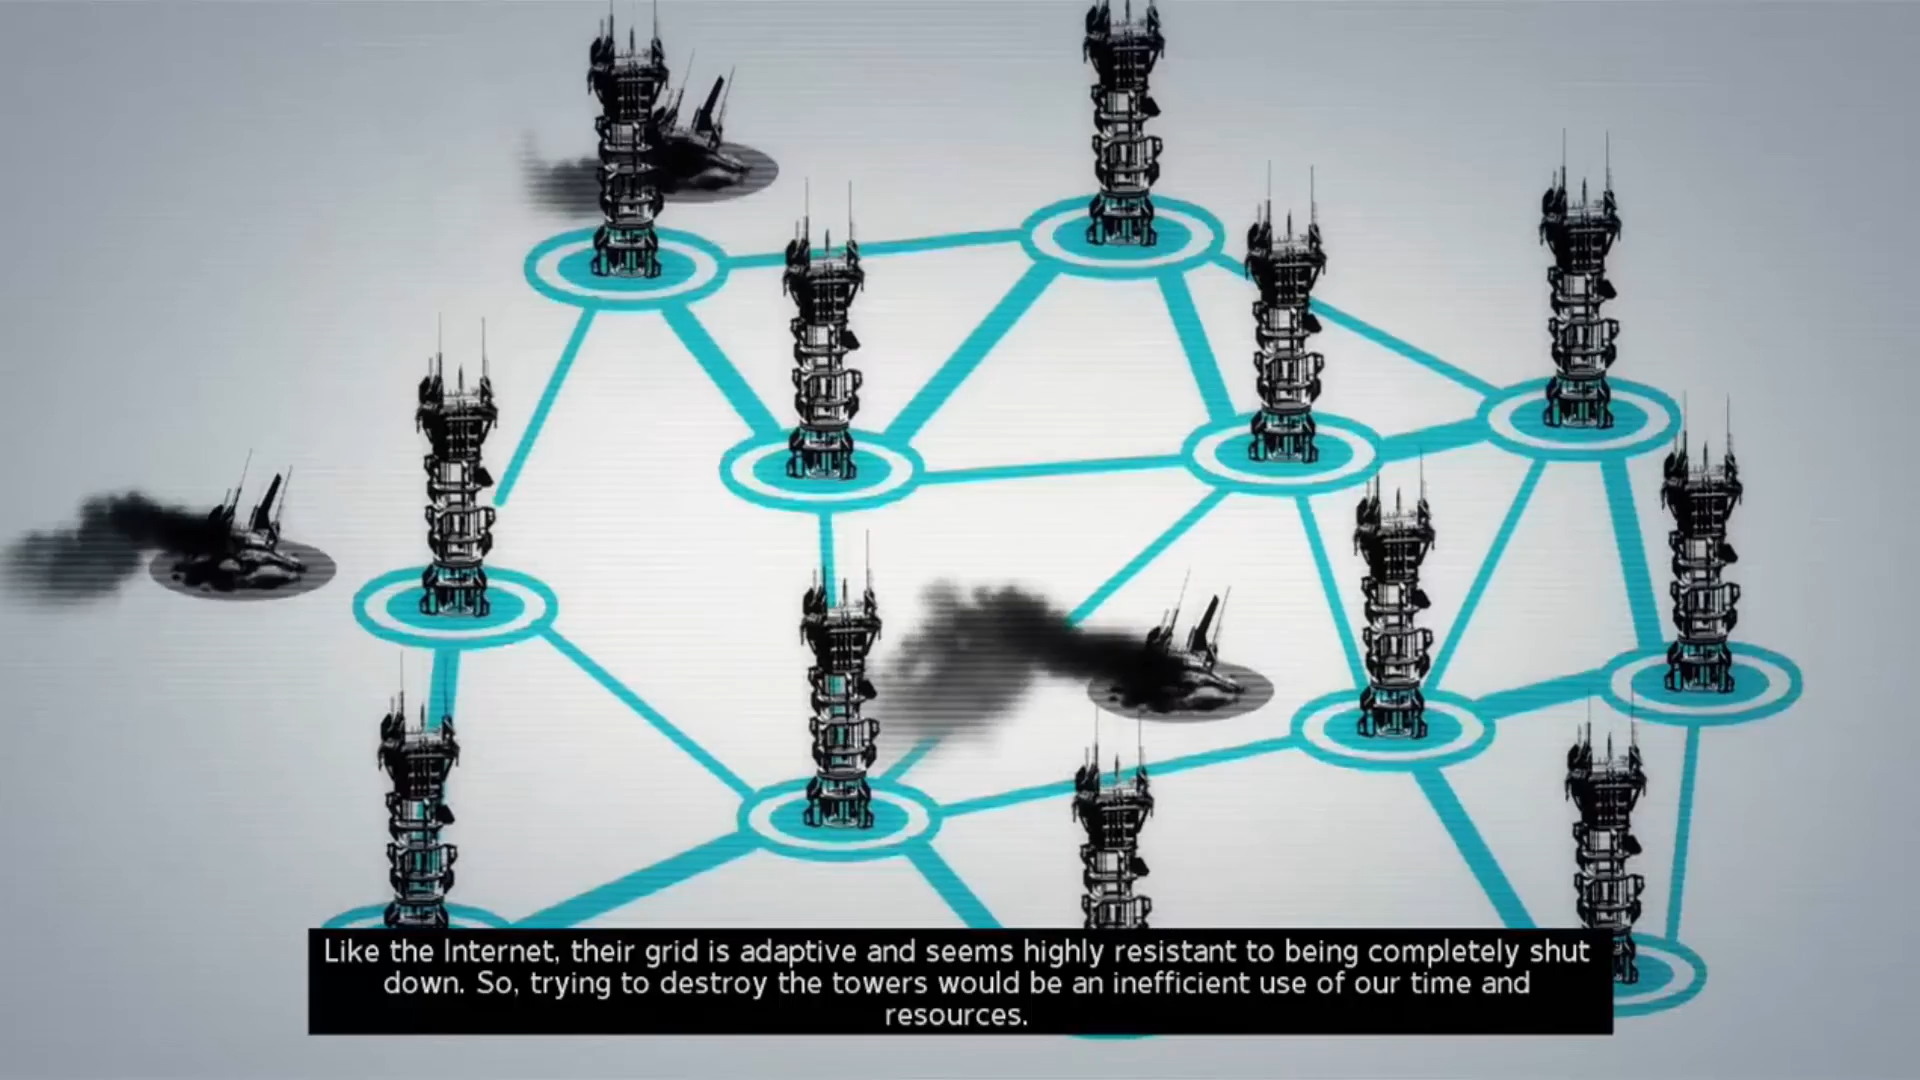 Like the Internet, their grid is adaptive and seems highly resistant to being completely shut
down. So, trying to destroy the towers would be an inefficient use of our time and
resources.